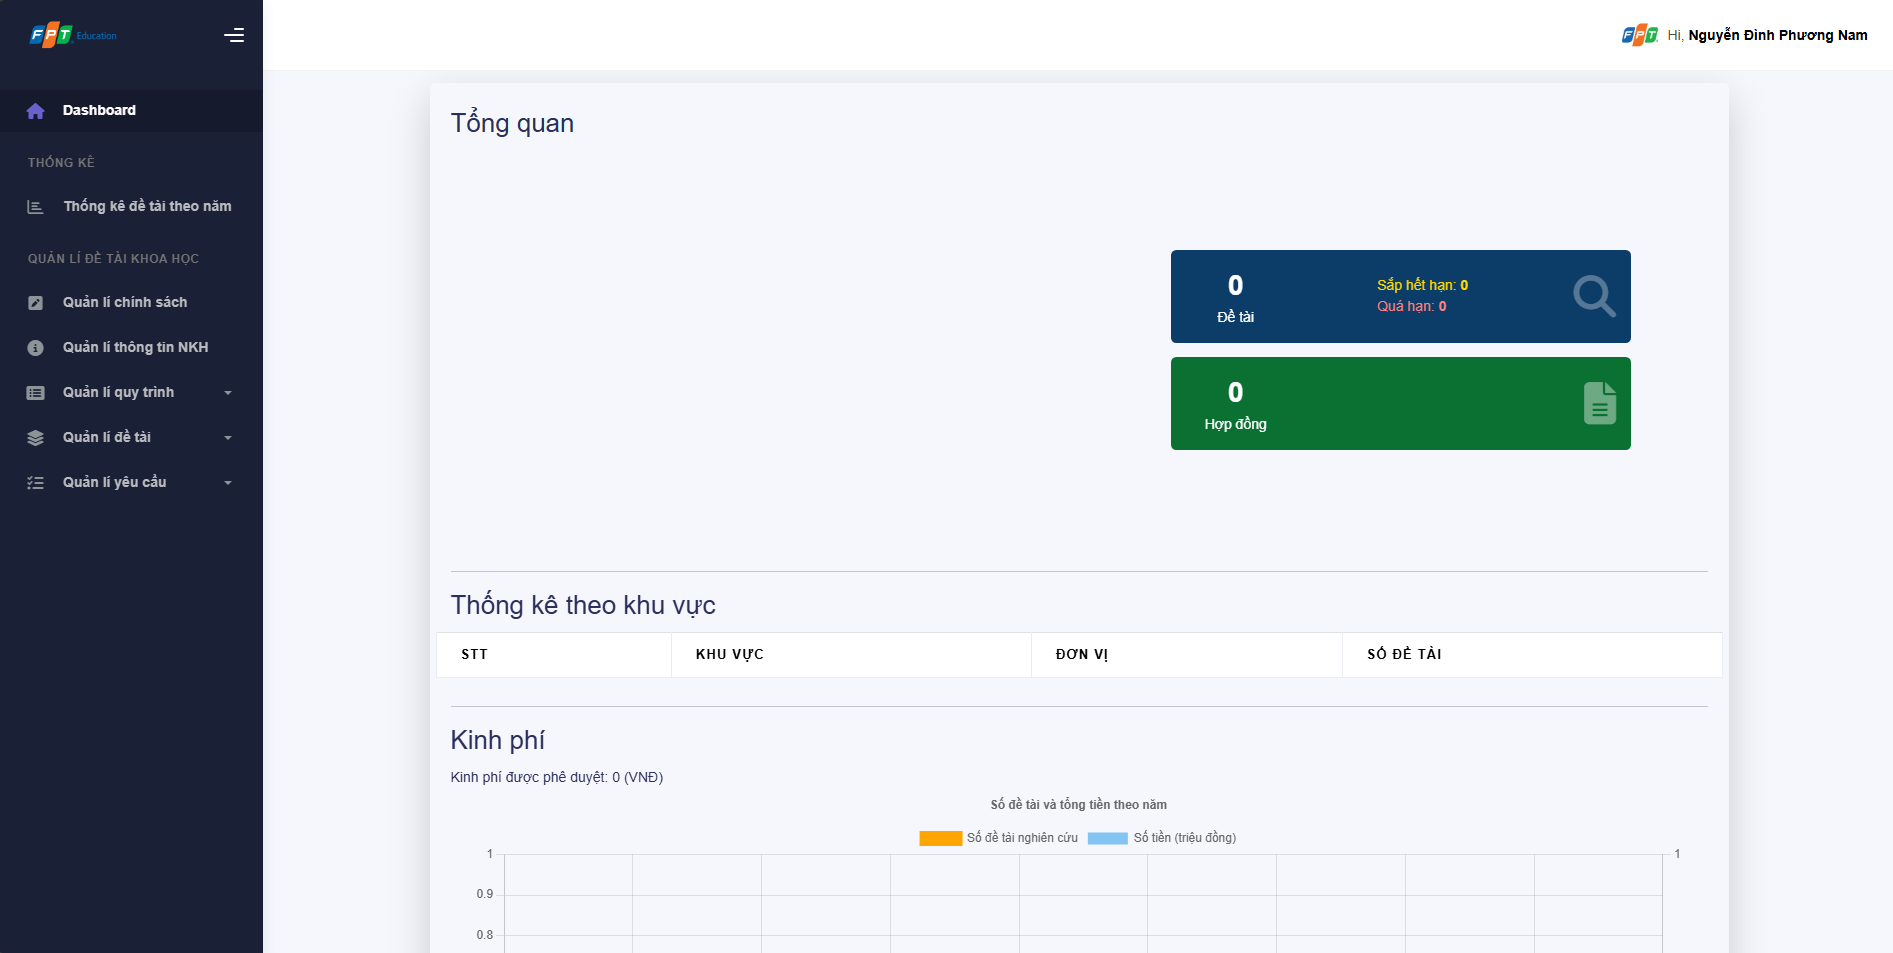 FPT Education
Dashboard
THỐNG KÊ
Thống kê đề tài theo năm
QUẢN LÍ ĐỀ TÀI KHOA HỌC
Quản lí chính sách
Quản lí thông tin NKH
Quản lí quy trình
Quản lí đề tài
Quản lí yêu cầu
FPT Hi, Nguyễn Đình Phương Nam
Tổng quan
0
Đề tài
Sắp hết hạn: 0
Quá hạn: 0
0
Hợp đồng
Thống kê theo khu vực
STT KHU VỰC ĐƠN VỊ SỐ ĐỀ TÀI
Kinh phí
Kinh phí được phê duyệt: 0 (VNĐ)
Số đề tài và tổng tiền theo năm
Số đề tài nghiên cứu Số tiền (triệu đồng)
1 1
0.9
0.8